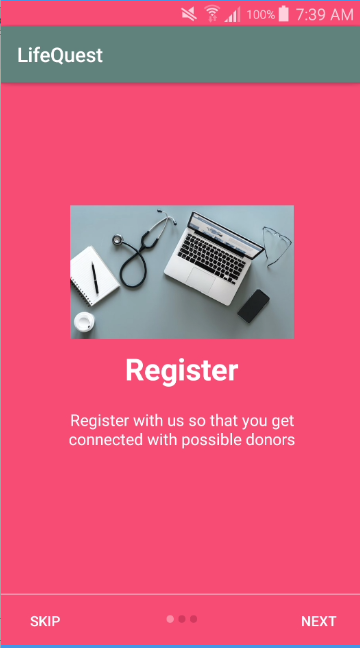 100% 7:39 AM
LifeQuest
Register
Register with us so that you get
connected with possible donors
SKIP NEXT